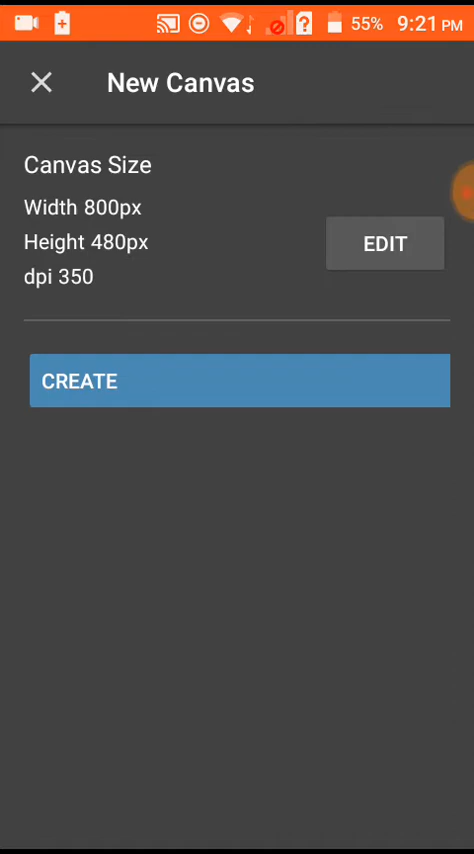 55% 9:21 PM
New Canvas
Canvas Size
Width 800px
Height 480px
dpi 350
EDIT
CREATE